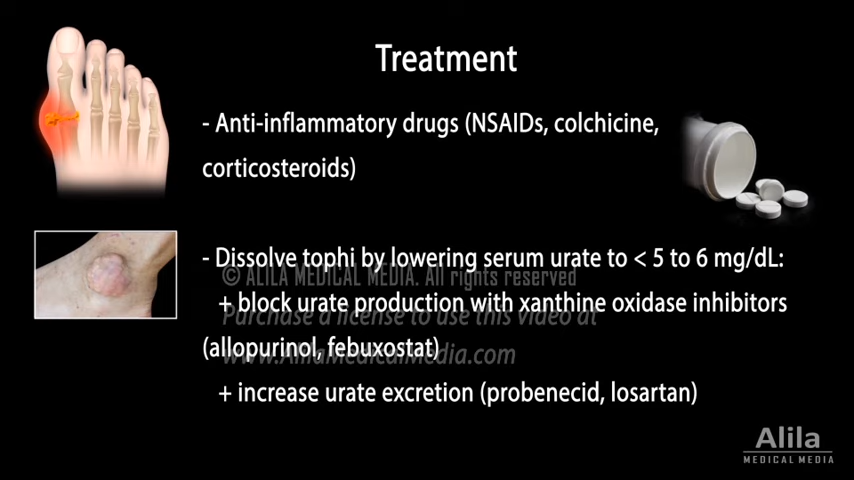 Treatment
- Anti-inflammatory drugs (NSAIDs, colchicine,
corticosteroids)
- Dissolve tophi by lowering serum urate to < 5 to 6 mg/dL:
© ALILA MEDICAL MEDIA. All rights reserved
+ block urate production with xanthine oxidase inhibitors
Purchase a license to use this video at
(allopurinol, febuxostat)
www.AlilaMedicalMedia.com
+ increase urate excretion (probenecid, losartan)
Alila
MEDICAL MEDIA